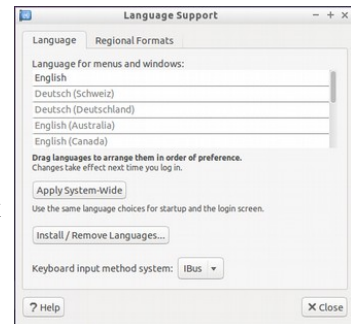 Language Support
Language Regional Formats
Language for menus and windows:
English
Deutsch (Schweiz)
Deutsch (Deutschland)
English (Australia)
English (Canada)
Drag languages to arrange them in order of preference.
Changes take effect next time you log in.
Apply System-Wide
Use the same language choices for startup and the login screen.
Install / Remove Languages...
Keyboard input method system: IBus
? Help
Close